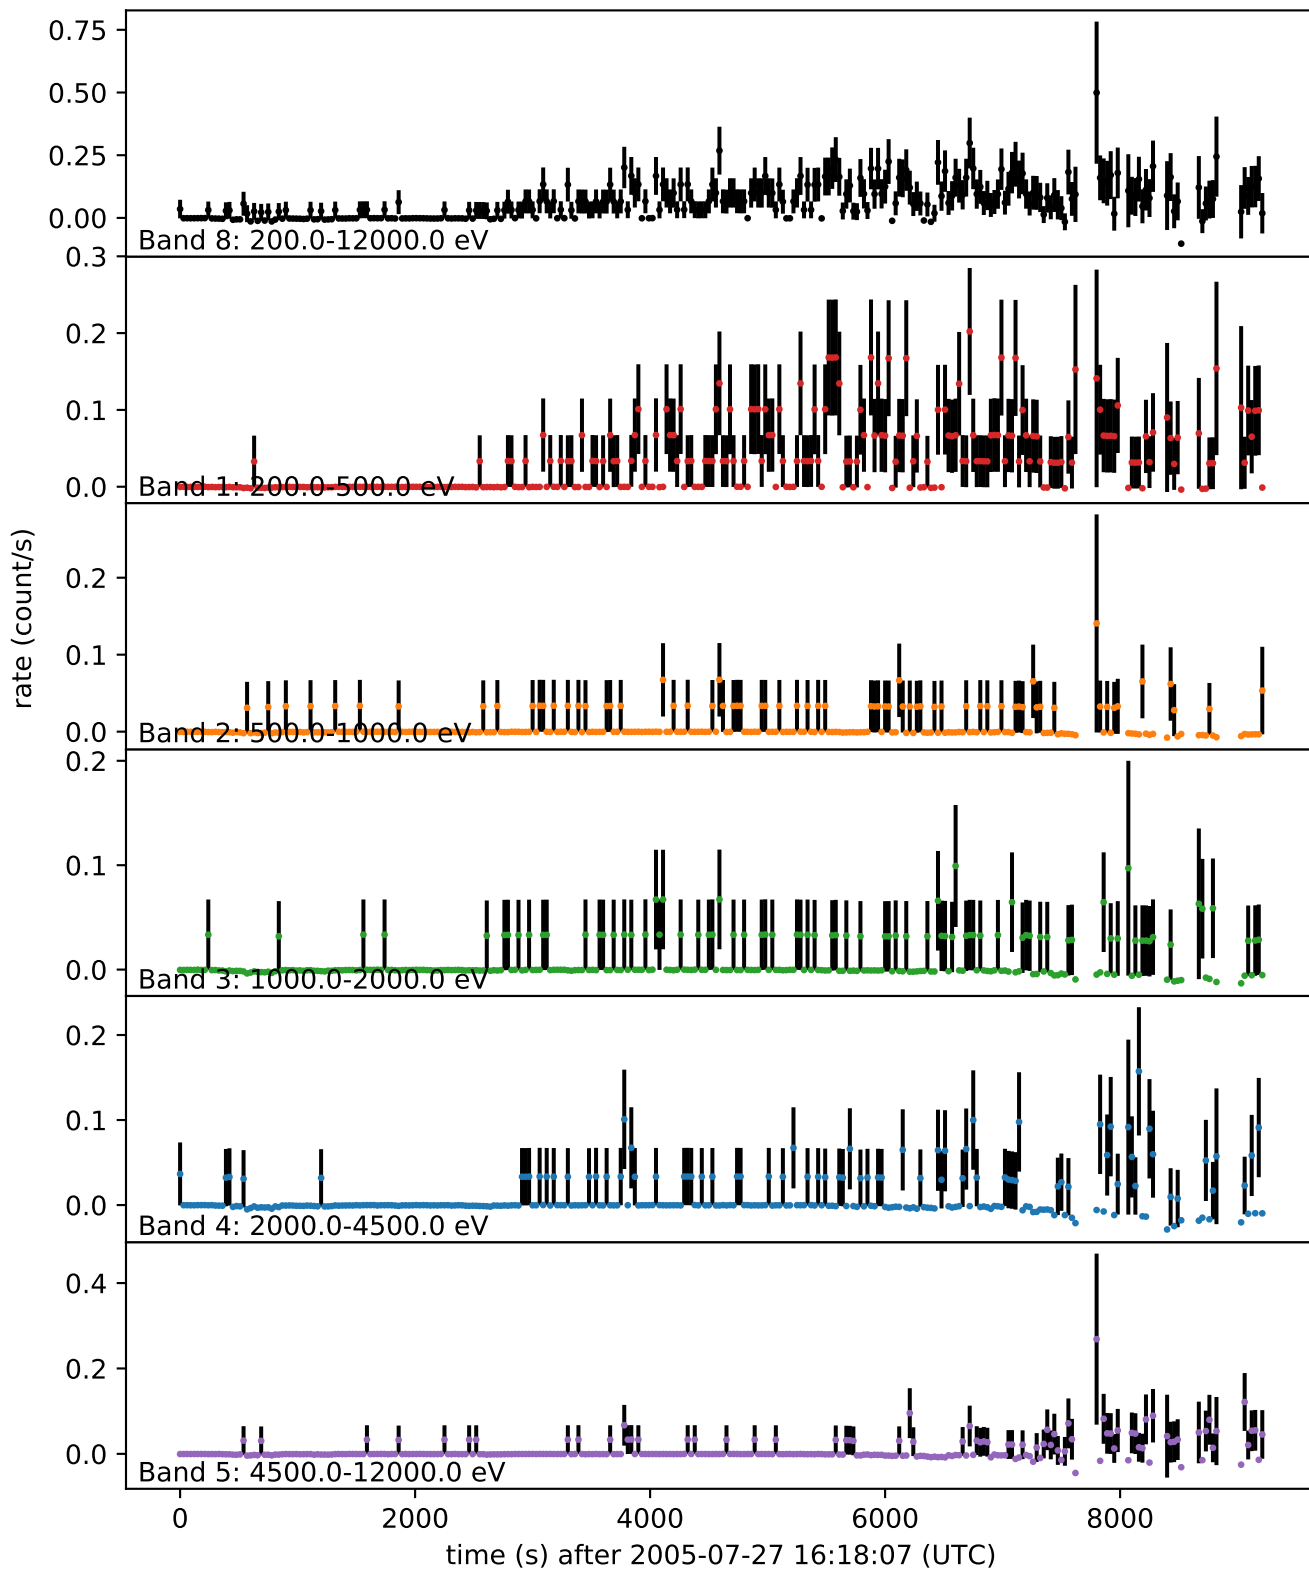 0.75
0.50
0.25
0.00
Band 8: 200.0-12000.0 eV
0.3
0.2
0.1
0.0
Band 1: 200.0-500.0 eV
0.2
0.1
0.0
Band 2: 500.0-1000.0 eV
rate (count/s)
0.2
0.1
0.0
Band 3: 1000.0-2000.0 eV
0.2
0.1
0.0
Band 4: 2000.0-4500.0 eV
0.4
0.2
0.0
Band 5: 4500.0-12000.0 eV
0 2000 4000 6000 8000
time (s) after 2005-07-27 16:18:07 (UTC)